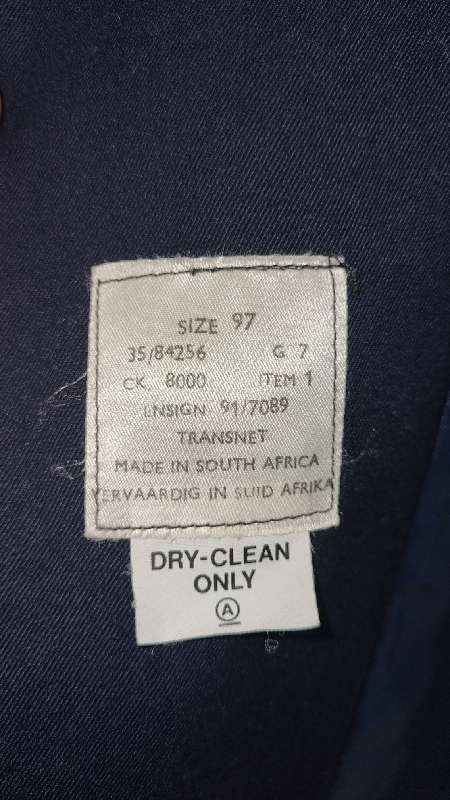 SIZE 97
35/84256 G 7
CK 8000 ITEM 1
ENSIGN 91/7089
TRANSNET
MADE IN SOUTH AFRICA
VERVAARDIG IN SUID AFRIKA
DRY-CLEAN
ONLY
A